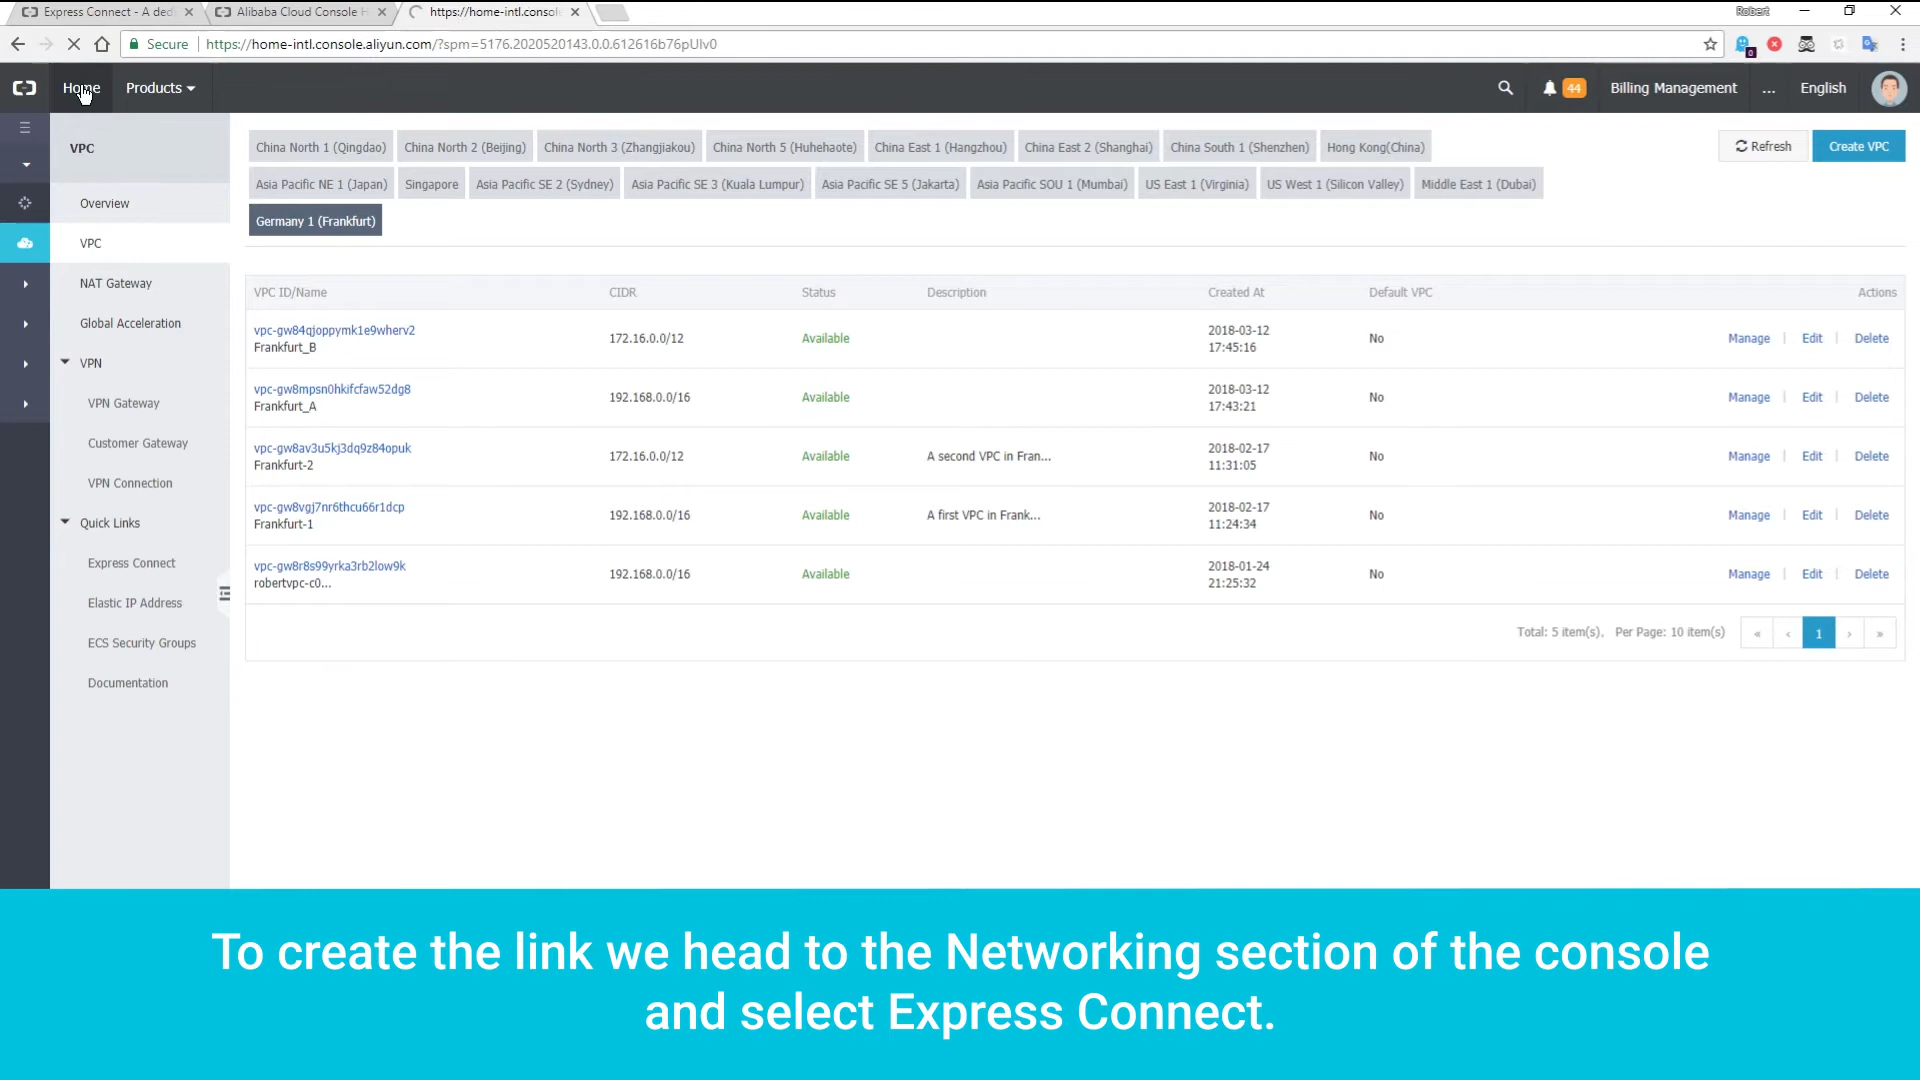 Express Connect - A ded
Alibaba Cloud Console H
https://home-intl.consol
Robert
Secure
https://home-intl.console.aliyun.com/?spm=5176.2020520143.0.0.612616b76pUlv0
Home
Products
44
Billing Management
...
English
VPC
Overview
VPC
NAT Gateway
Global Acceleration
VPN
VPN Gateway
Customer Gateway
VPN Connection
Quick Links
Express Connect
Elastic IP Address
ECS Security Groups
Documentation
China North 1 (Qingdao) China North 2 (Beijing) China North 3 (Zhangjiakou) China North 5 (Huhehaote) China East 1 (Hangzhou) China East 2 (Shanghai) China South 1 (Shenzhen) Hong Kong(China)
Asia Pacific NE 1 (Japan) Singapore Asia Pacific SE 2 (Sydney) Asia Pacific SE 3 (Kuala Lumpur) Asia Pacific SE 5 (Jakarta) Asia Pacific SOU 1 (Mumbai) US East 1 (Virginia) US West 1 (Silicon Valley) Middle East 1 (Dubai)
Germany 1 (Frankfurt)
Refresh
Create VPC
VPC ID/Name CIDR Status Description Created At Default VPC Actions
vpc-gw84qjoppymk1e9wherv2 172.16.0.0/12 Available 2018-03-12 No Manage | Edit | Delete
Frankfurt_B 17:45:16
vpc-gw8mpsn0hkifcfaw52dg8 192.168.0.0/16 Available 2018-03-12 No Manage | Edit | Delete
Frankfurt_A 17:43:21
vpc-gw8av3u5kj3dq9z84opuk 172.16.0.0/12 Available A second VPC in Fran... 2018-02-17 No Manage | Edit | Delete
Frankfurt-2 11:31:05
vpc-gw8vgj7nr6thcu66r1dcp 192.168.0.0/16 Available A first VPC in Frank... 2018-02-17 No Manage | Edit | Delete
Frankfurt-1 11:24:34
vpc-gw8r8s99yrka3rb2low9k 192.168.0.0/16 Available 2018-01-24 No Manage | Edit | Delete
robertvpc-c0... 21:25:32
Total: 5 item(s), Per Page: 10 item(s) « ‹ 1 › »
To create the link we head to the Networking section of the console
and select Express Connect.